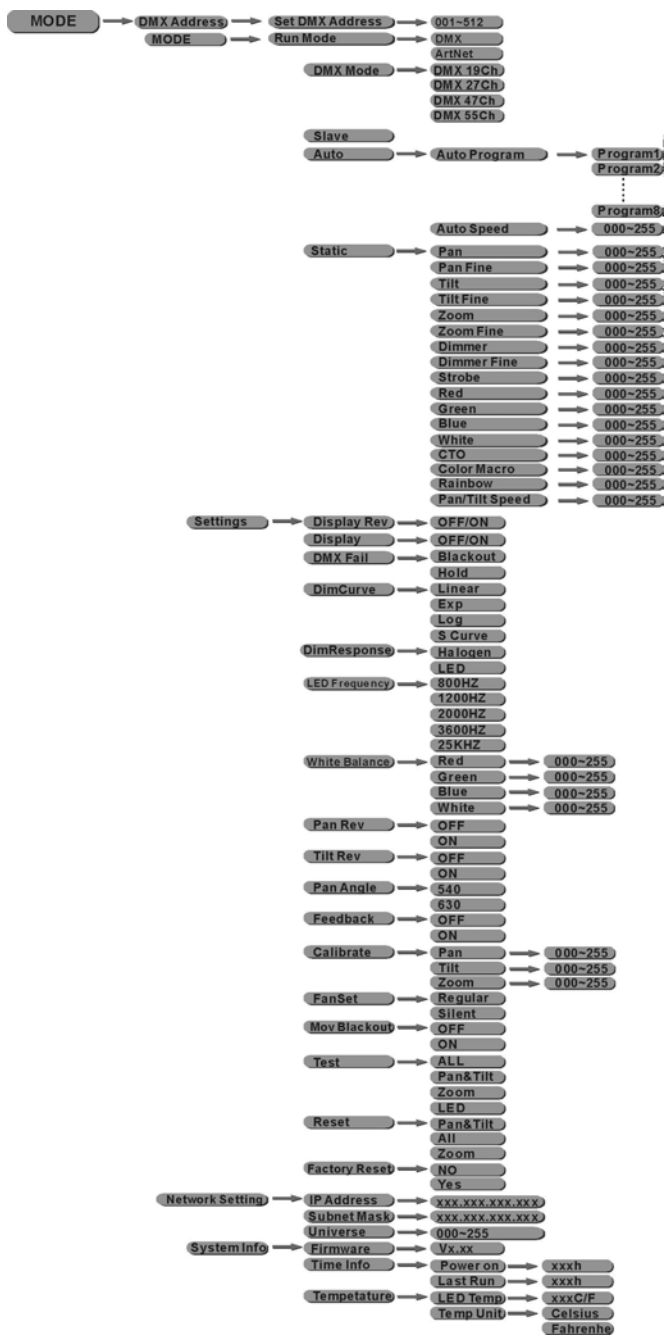 MODE DMX Address Set DMX Address 001~512
MODE Run Mode DMX
ArtNet
DMX Mode DMX 19Ch
DMX 27Ch
DMX 47Ch
DMX 55Ch
Slave
Auto Auto Program Program1
Program2
Program8
Auto Speed 000~255
Static Pan 000~255
Pan Fine 000~255
Tilt 000~255
Tilt Fine 000~255
Zoom 000~255
Zoom Fine 000~255
Dimmer 000~255
Dimmer Fine 000~255
Strobe 000~255
Red 000~255
Green 000~255
Blue 000~255
White 000~255
CTO 000~255
Color Macro 000~255
Rainbow 000~255
Pan/Tilt Speed 000~255
Settings Display Rev OFF/ON
Display OFF/ON
DMX Fail Blackout
Hold
DimCurve Linear
Exp
Log
S Curve
DimResponse Halogen
LED
LED Frequency 800HZ
1200HZ
2000HZ
3600HZ
25KHZ
White Balance Red 000~255
Green 000~255
Blue 000~255
White 000~255
Pan Rev OFF
ON
Tilt Rev OFF
ON
Pan Angle 540
630
Feedback OFF
ON
Calibrate Pan 000~255
Tilt 000~255
Zoom 000~255
FanSet Regular
Silent
Mov Blackout OFF
ON
Test ALL
Pan&Tilt
Zoom
LED
Reset Pan&Tilt
All
Zoom
Factory Reset NO
Yes
Network Setting IP Address xxx.xxx.xxx.xxx
Subnet Mask xxx.xxx.xxx.xxx
Universe 000~255
System Info Firmware Vx.xx
Time Info Power on xxxh
Last Run xxxh
Tempetature LED Temp xxxC/F
Temp Unit Celsius
Fahrenhe